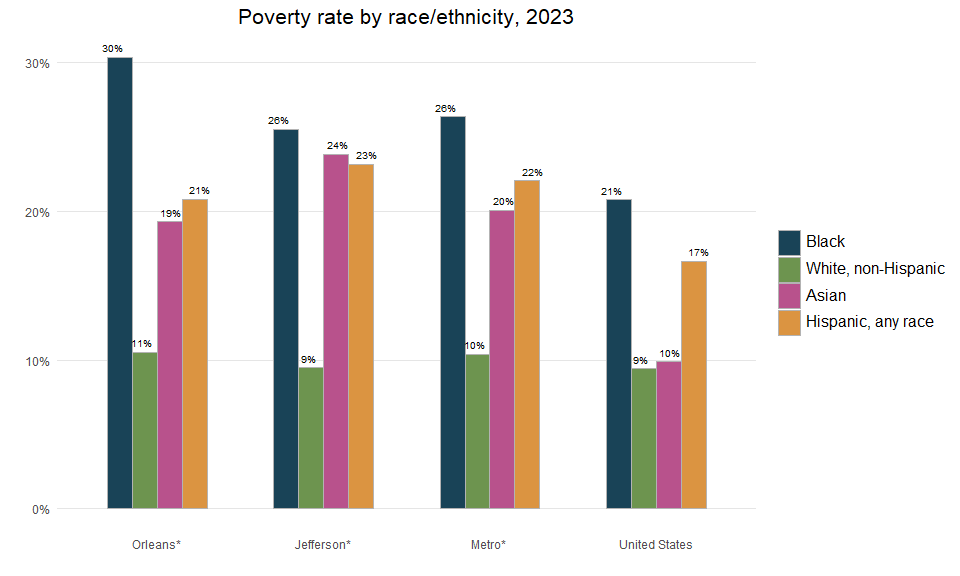 Poverty rate by race/ethnicity, 2023
30%
20%
10%
0%
30%
11%
19%
21%
26%
9%
24%
23%
26%
10%
20%
22%
21%
9%
10%
17%
Orleans*
Jefferson*
Metro*
United States
Black
White, non-Hispanic
Asian
Hispanic, any race